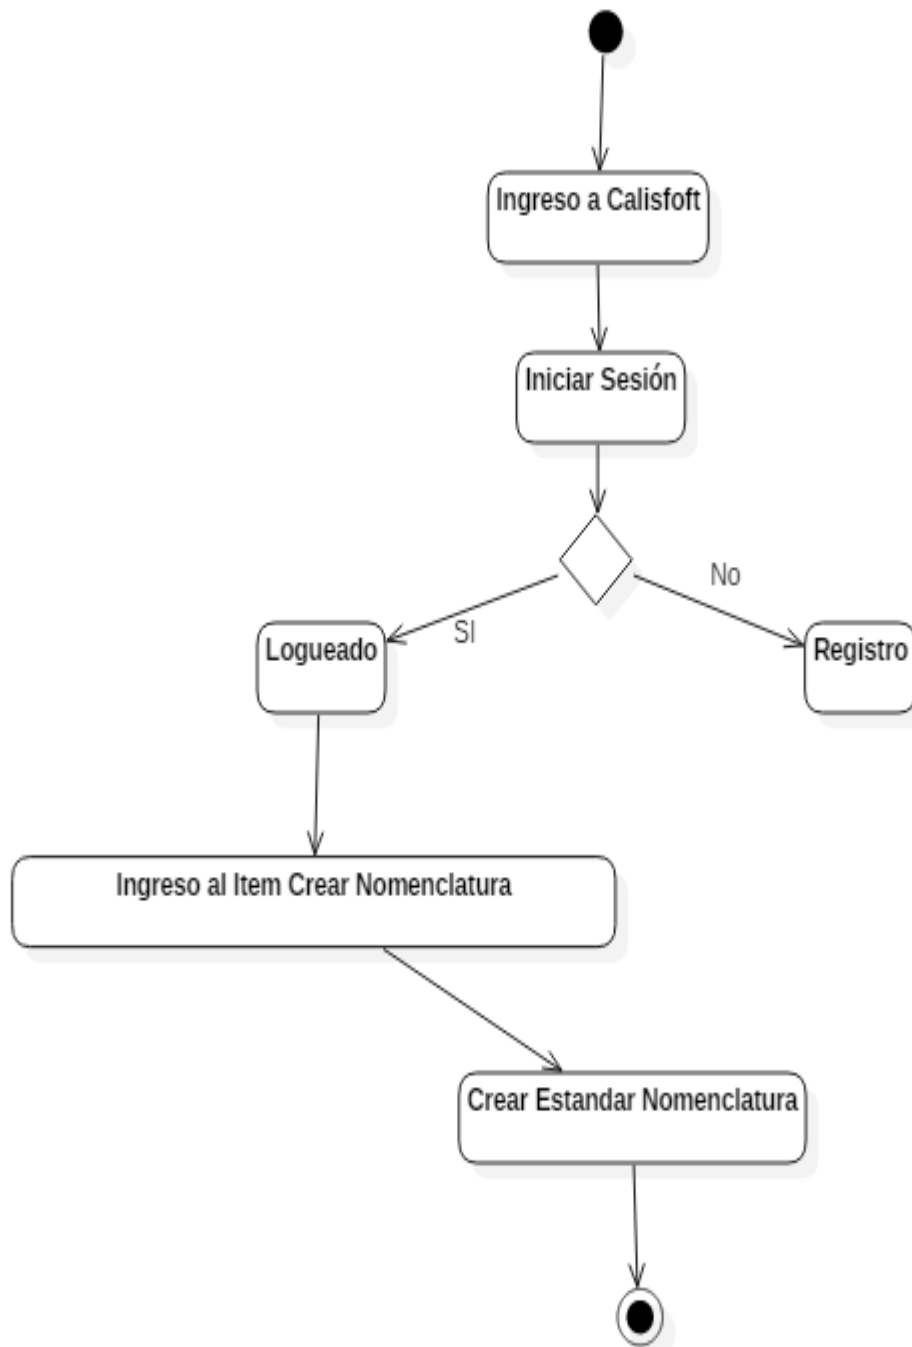 Ingreso a Calisfoft
Iniciar Sesión
No
SI
Logueado
Registro
Ingreso al Item Crear Nomenclatura
Crear Estandar Nomenclatura